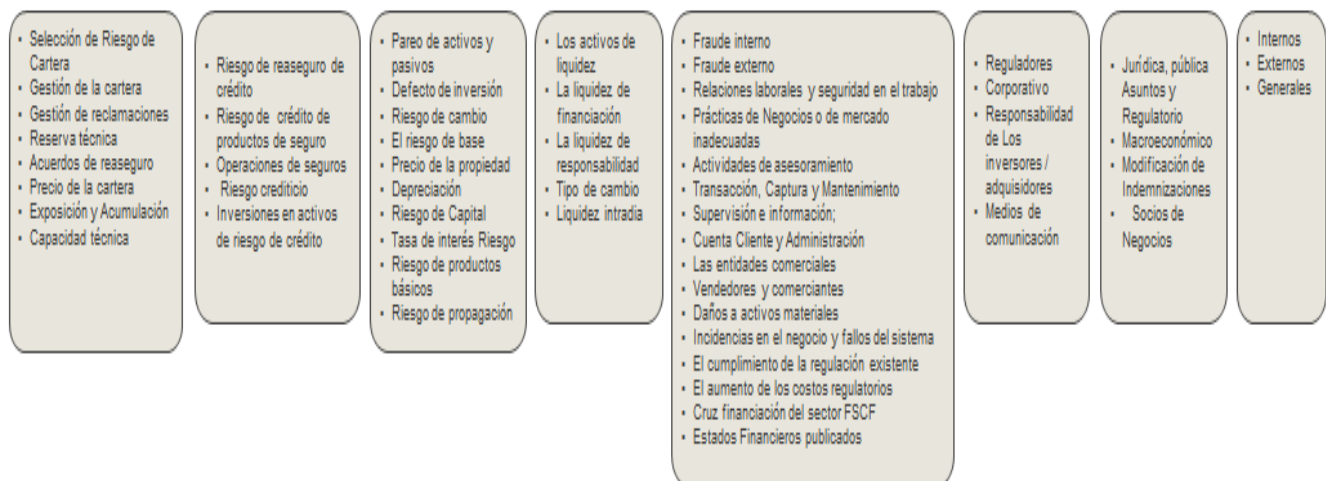 ▪ Selección de Riesgo de
Cartera
▪ Gestión de la cartera
▪ Gestión de reclamaciones
▪ Reserva técnica
▪ Acuerdos de reaseguro
▪ Precio de la cartera
▪ Exposición y Acumulación
▪ Capacidad técnica
▪ Riesgo de reaseguro de
crédito
▪ Riesgo de crédito de
productos de seguro
▪ Operaciones de seguros
▪ Riesgo crediticio
▪ Inversiones en activos
de riesgo de crédito
▪ Pareo de activos y
pasivos
▪ Defecto de inversión
▪ Riesgo de cambio
▪ El riesgo de base
▪ Precio de la propiedad
▪ Depreciación
▪ Riesgo de Capital
▪ Tasa de interés Riesgo
▪ Riesgo de productos
básicos
▪ Riesgo de propagación
▪ Los activos de
liquidez
▪ La liquidez de
financiación
▪ La liquidez de
responsabilidad
▪ Tipo de cambio
▪ Liquidez intradia
▪ Fraude interno
▪ Fraude externo
▪ Relaciones laborales y seguridad en el trabajo
▪ Prácticas de Negocios o de mercado
inadecuadas
▪ Actividades de asesoramiento
▪ Transacción, Captura y Mantenimiento
▪ Supervisión e información;
▪ Cuenta Cliente y Administración
▪ Las entidades comerciales
▪ Vendedores y comerciantes
▪ Daños a activos materiales
▪ Incidencias en el negocio y fallos del sistema
▪ El cumplimiento de la regulación existente
▪ El aumento de los costos regulatorios
▪ Cruz financiación del sector FSCF
▪ Estados Financieros publicados
▪ Reguladores
▪ Corporativo
▪ Responsabilidad
de Los
inversores /
adquisidores
▪ Medios de
comunicación
▪ Jurídica, pública
Asuntos y
Regulatorio
▪ Macroeconómico
▪ Modificación de
Indemnizaciones
▪ Socios de
Negocios
▪ Internos
▪ Externos
▪ Generales